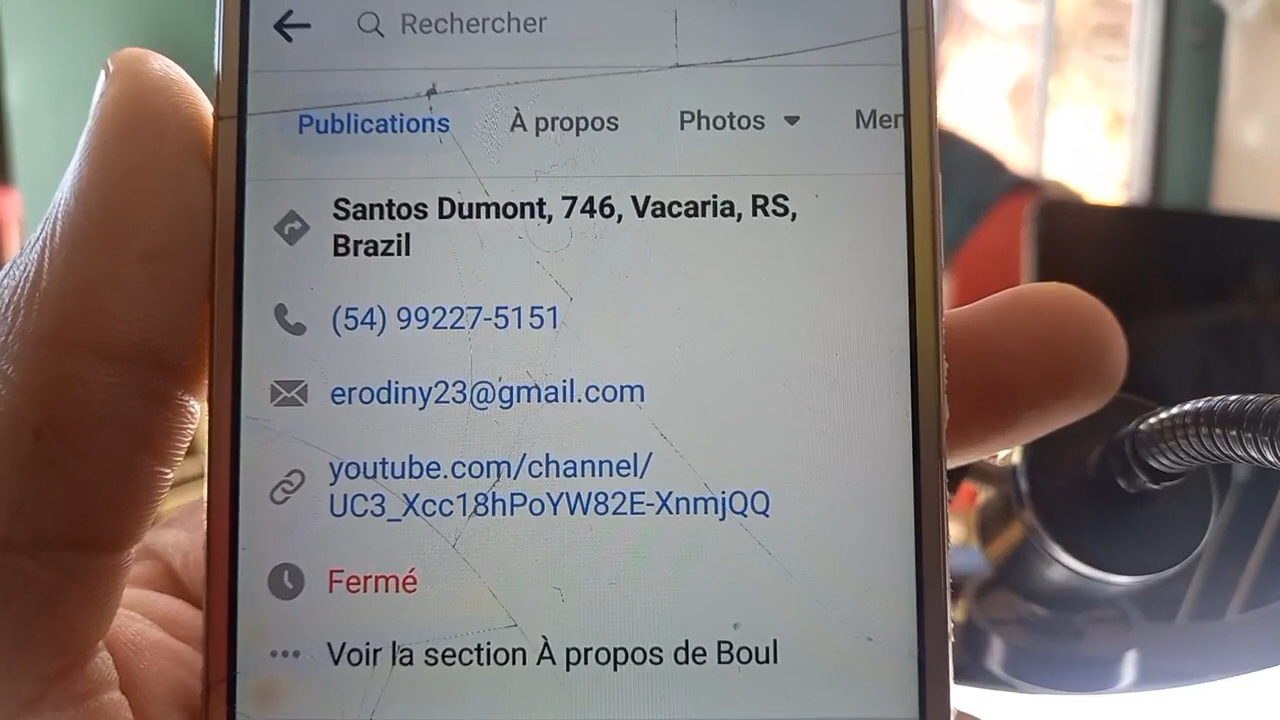 Rechercher
Publications À propos Photos Mer
Santos Dumont, 746, Vacaria, RS,
Brazil
(54) 99227-5151
erodiny23@gmail.com
youtube.com/channel/
UC3_Xcc18hPoYW82E-XnmjQQ
Fermé
Voir la section À propos de Boul